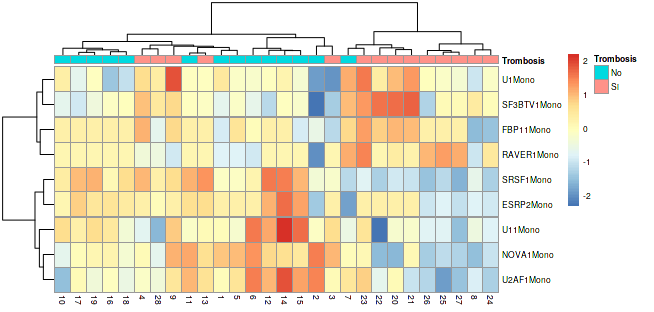 Trombosis
U1Mono
SF3BTV1Mono
FBP11Mono
RAVER1Mono
SRSF1Mono
ESRP2Mono
U11Mono
NOVA1Mono
U2AF1Mono
10 17 19 16 18 4 28 9 11 13 1 5 6 12 14 15 2 3 7 23 22 20 21 26 25 27 8 24
2
1
0
-1
-2
Trombosis
No
SI